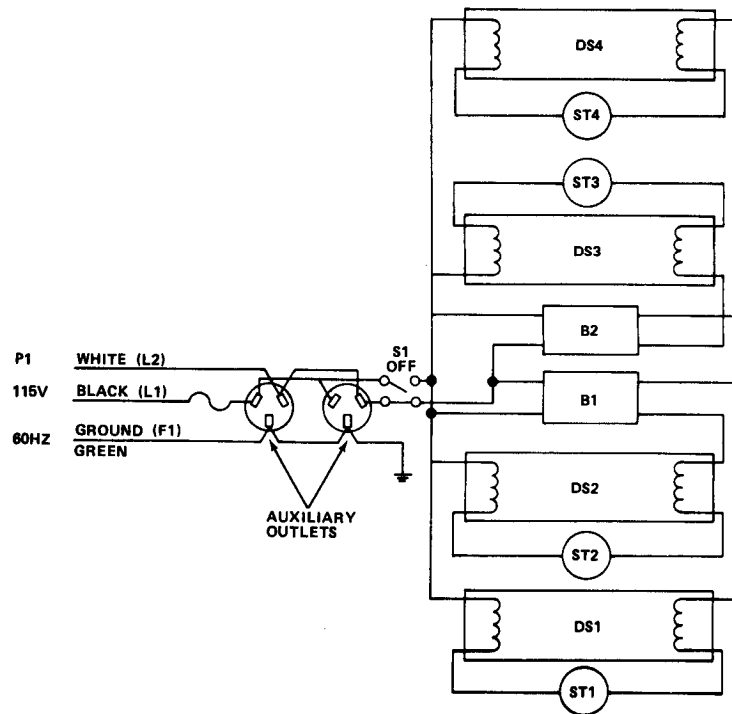 DS4
ST4
ST3
DS3
B2
S1
OFF
P1
WHITE (L2)
115V
BLACK (L1)
B1
60HZ
GROUND (F1)
GREEN
AUXILIARY
OUTLETS
DS2
ST2
DS1
ST1